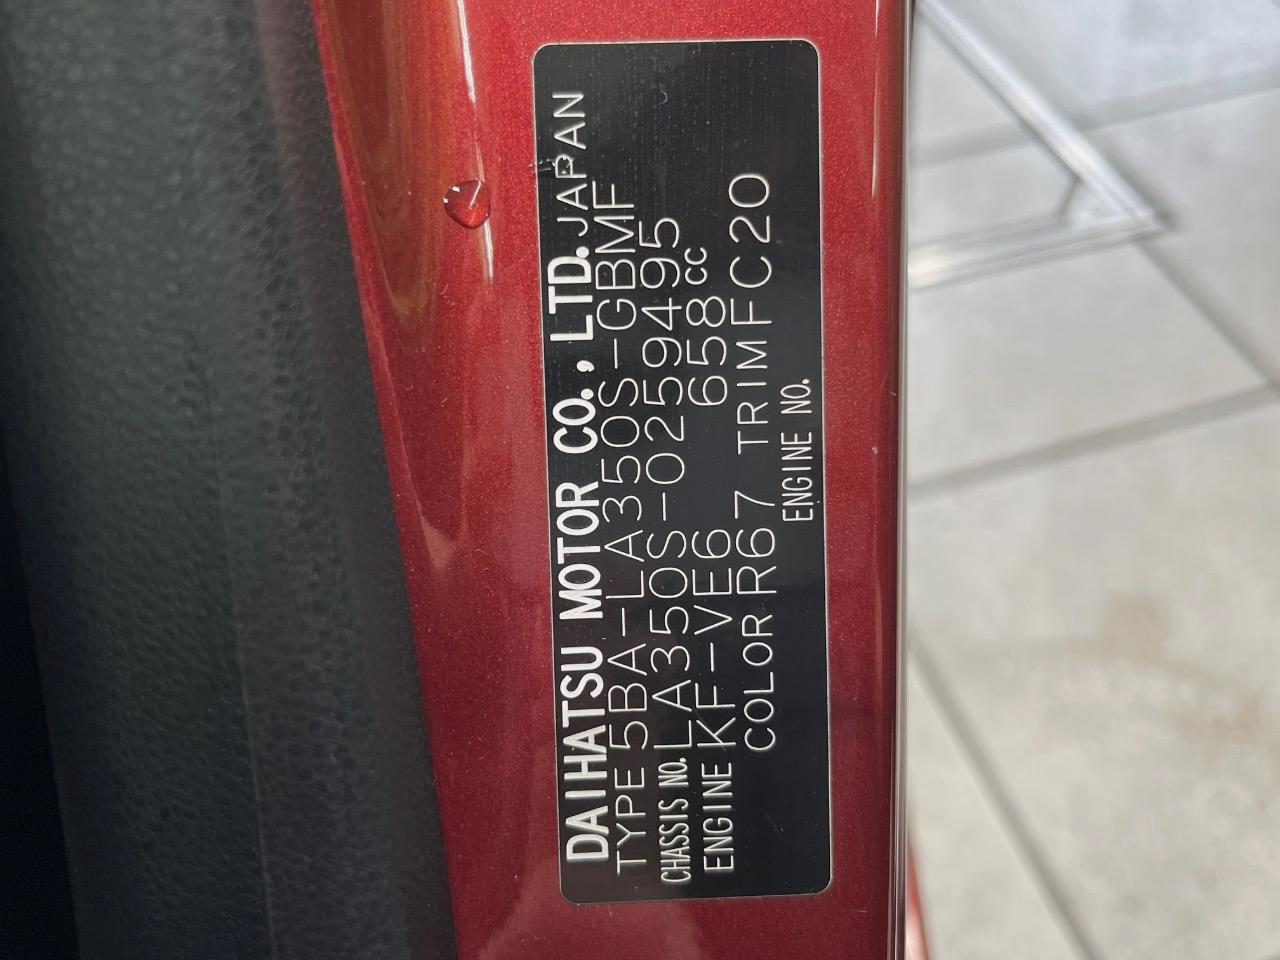 DAIHATSU MOTOR CO., LTD. JAPAN
TYPE 5BA-LA350S-GBMF
CHASSIS NO. LA350S-0259495
ENGINE KF-VE6 658cc
COLOR R67 TRIM FC20
ENGINE NO.